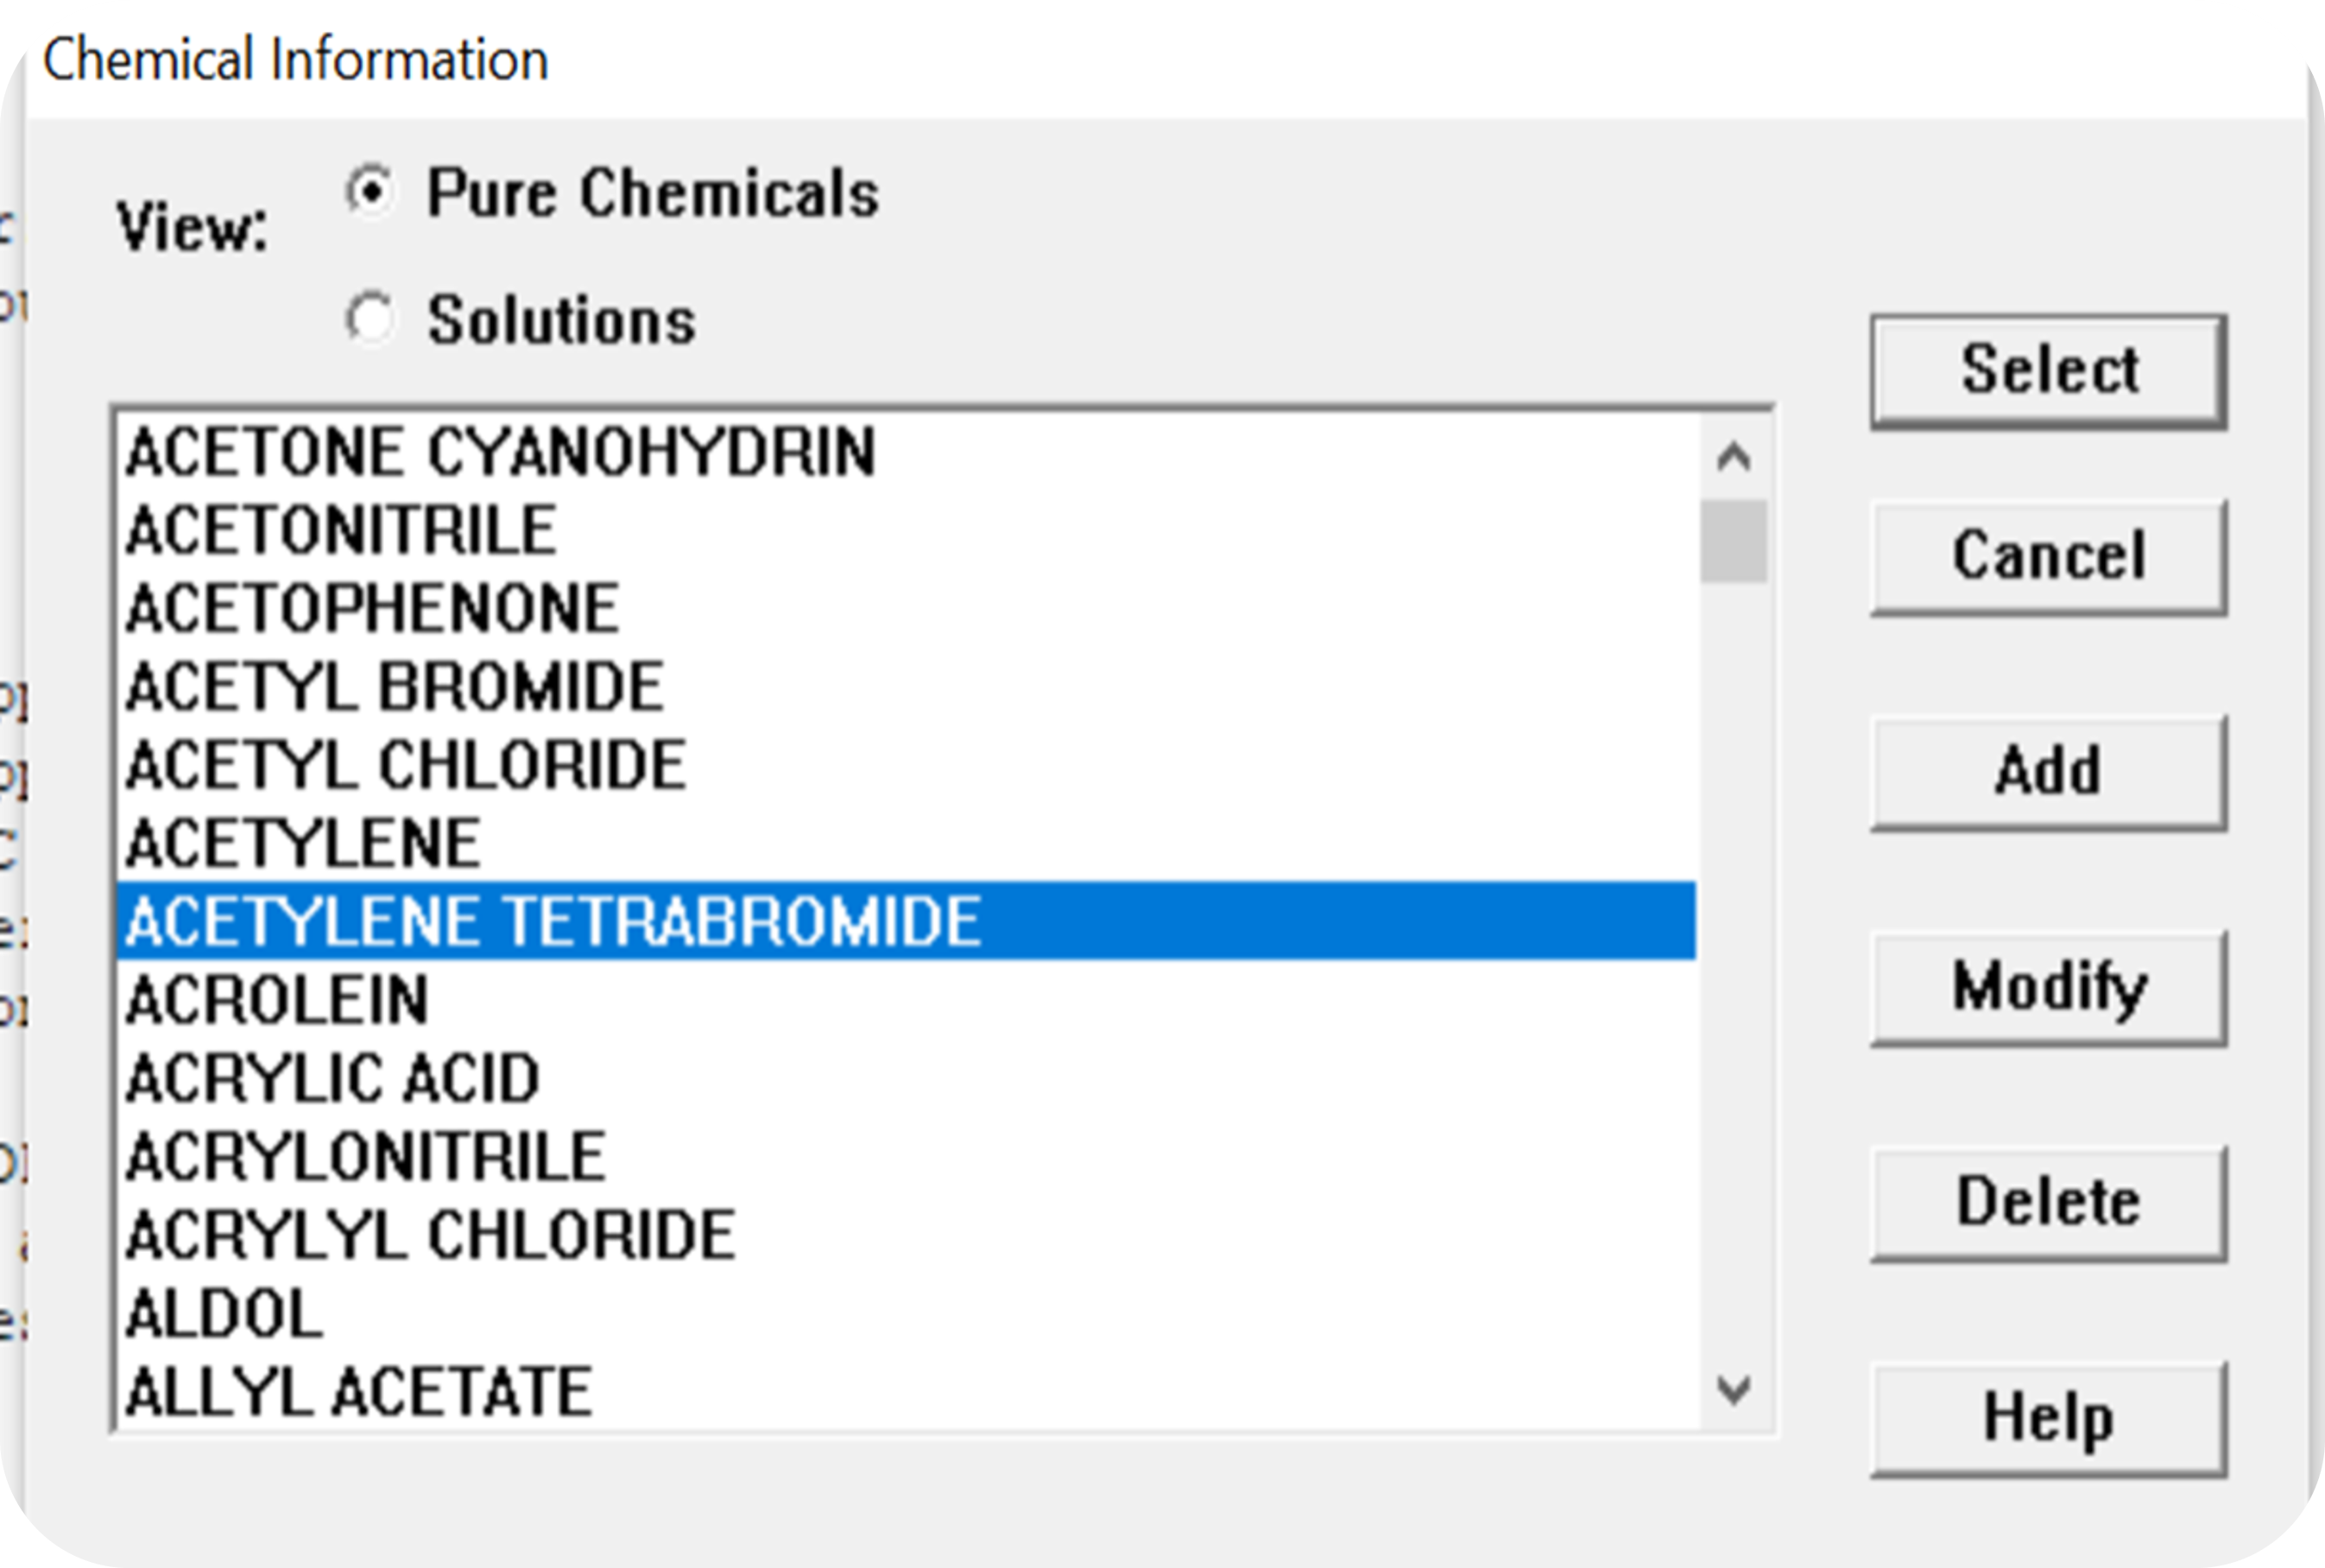 Chemical Information
View:
Pure Chemicals
Solutions
ACETONE CYANOHYDRIN
ACETONITRILE
ACETOPHENONE
ACETYL BROMIDE
ACETYL CHLORIDE
ACETYLENE
ACETYLENE TETRABROMIDE
ACROLEIN
ACRYLIC ACID
ACRYLONITRILE
ACRYLYL CHLORIDE
ALDOL
ALLYL ACETATE
Select
Cancel
Add
Modify
Delete
Help